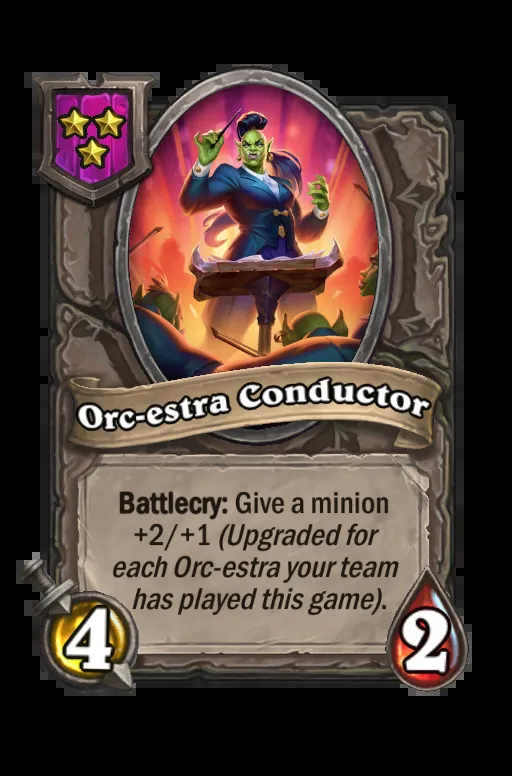 Orc-estra Conductor
Battlecry: Give a minion
+2/+1 (Upgraded for
each Orc-estra your team
has played this game).
4
2